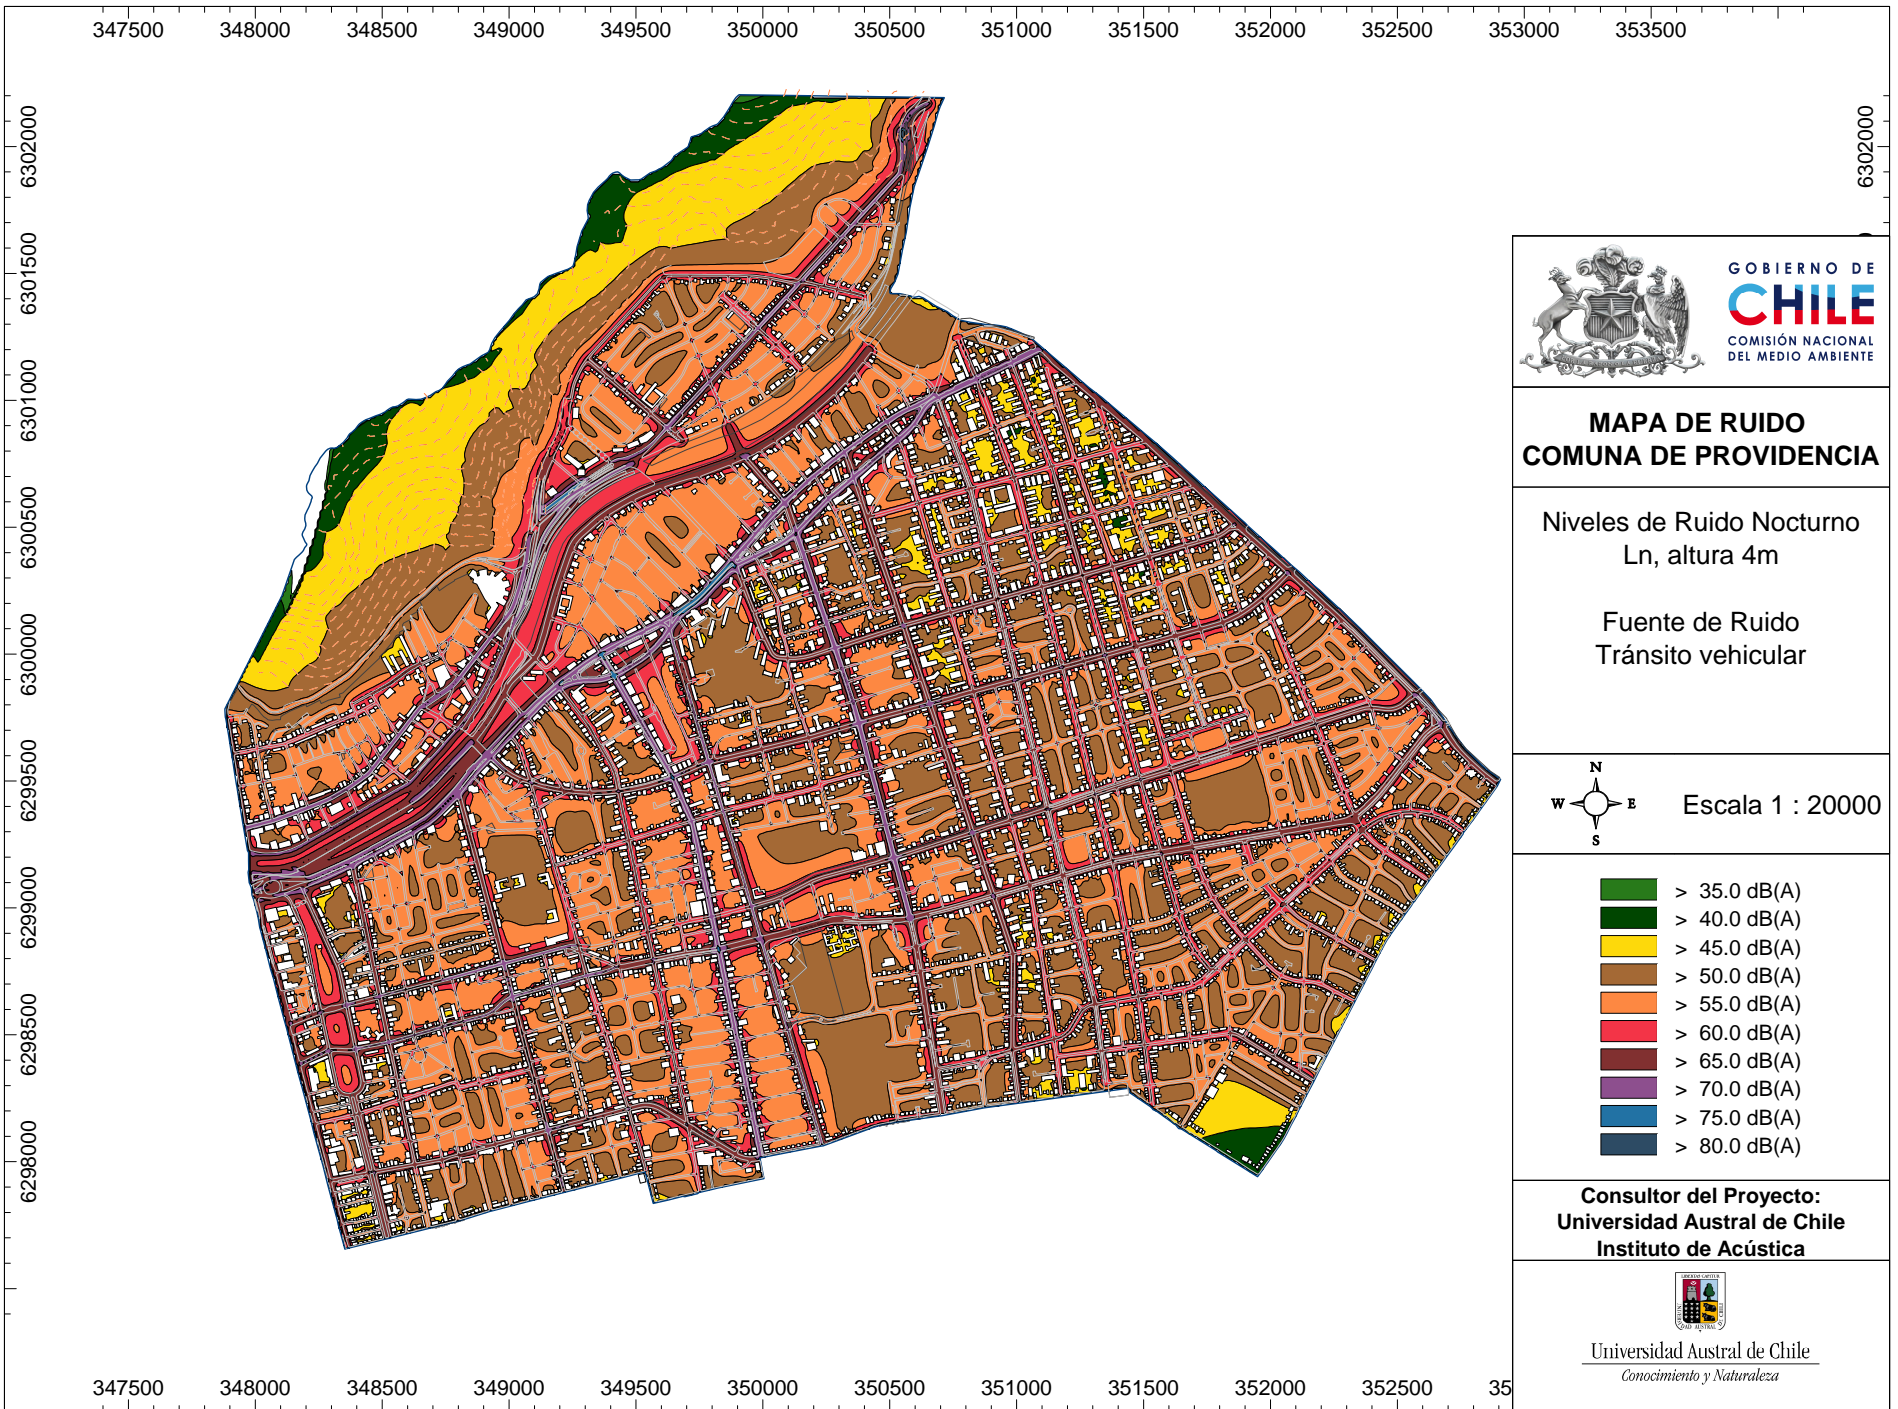 347500 348000 348500 349000 349500 350000 350500 351000 351500 352000 352500 353000 353500
6302000
6301500
6301000
6300500
6300000
6299500
6299000
6298500
6298000
6302000
GOBIERNO DE
CHILE
COMISIÓN NACIONAL
DEL MEDIO AMBIENTE
MAPA DE RUIDO
COMUNA DE PROVIDENCIA
Niveles de Ruido Nocturno
Ln, altura 4m
Fuente de Ruido
Tránsito vehicular
N
W E
S
Escala 1 : 20000
> 35.0 dB(A)
> 40.0 dB(A)
> 45.0 dB(A)
> 50.0 dB(A)
> 55.0 dB(A)
> 60.0 dB(A)
> 65.0 dB(A)
> 70.0 dB(A)
> 75.0 dB(A)
> 80.0 dB(A)
Consultor del Proyecto:
Universidad Austral de Chile
Instituto de Acústica
Universidad Austral de Chile
Conocimiento y Naturaleza
347500 348000 348500 349000 349500 350000 350500 351000 351500 352000 352500 35